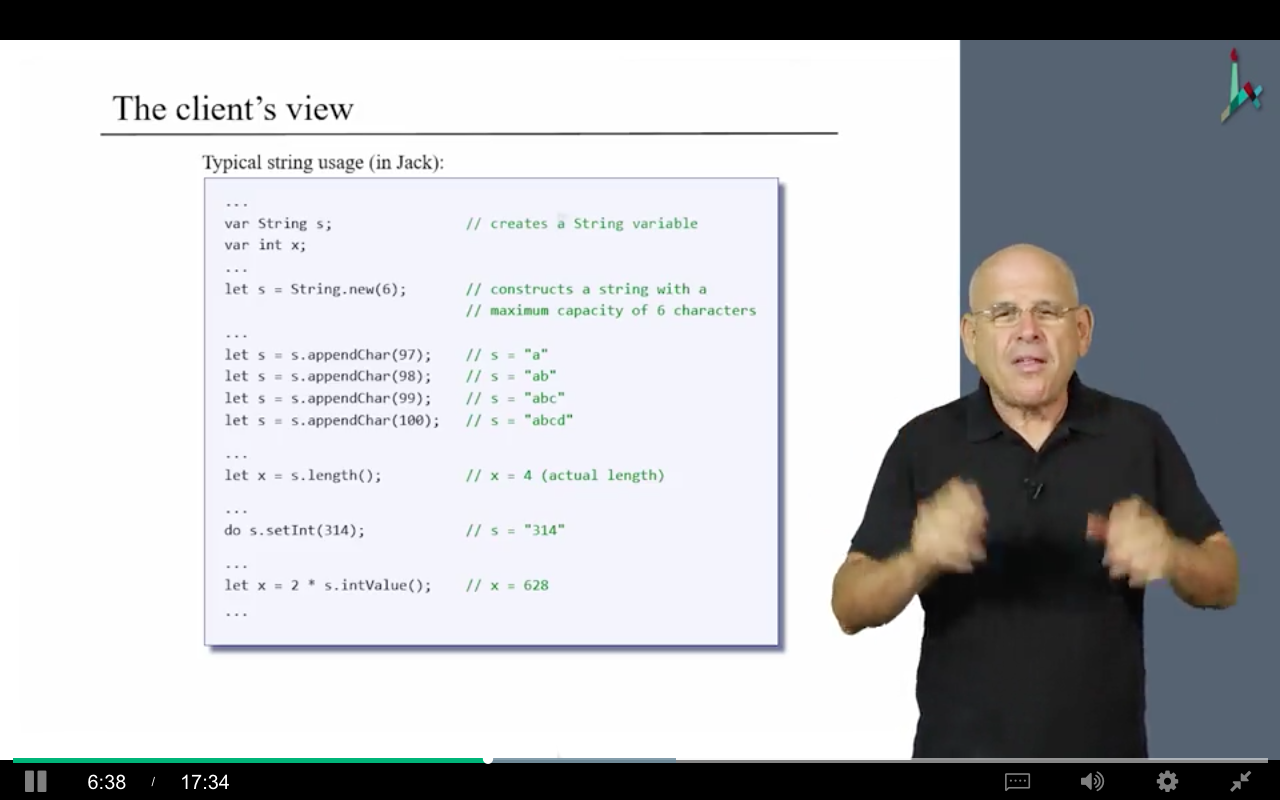 The client's view
Typical string usage (in Jack):
...
var String s; // creates a String variable
var int x;
...
let s = String.new(6); // constructs a string with a
// maximum capacity of 6 characters
...
let s = s.appendChar(97); // s = "a"
let s = s.appendChar(98); // s = "ab"
let s = s.appendChar(99); // s = "abc"
let s = s.appendChar(100); // s = "abcd"
...
let x = s.length(); // x = 4 (actual length)
...
do s.setInt(314); // s = "314"
...
let x = 2 * s.intValue(); // x = 628
...
6:38 / 17:34